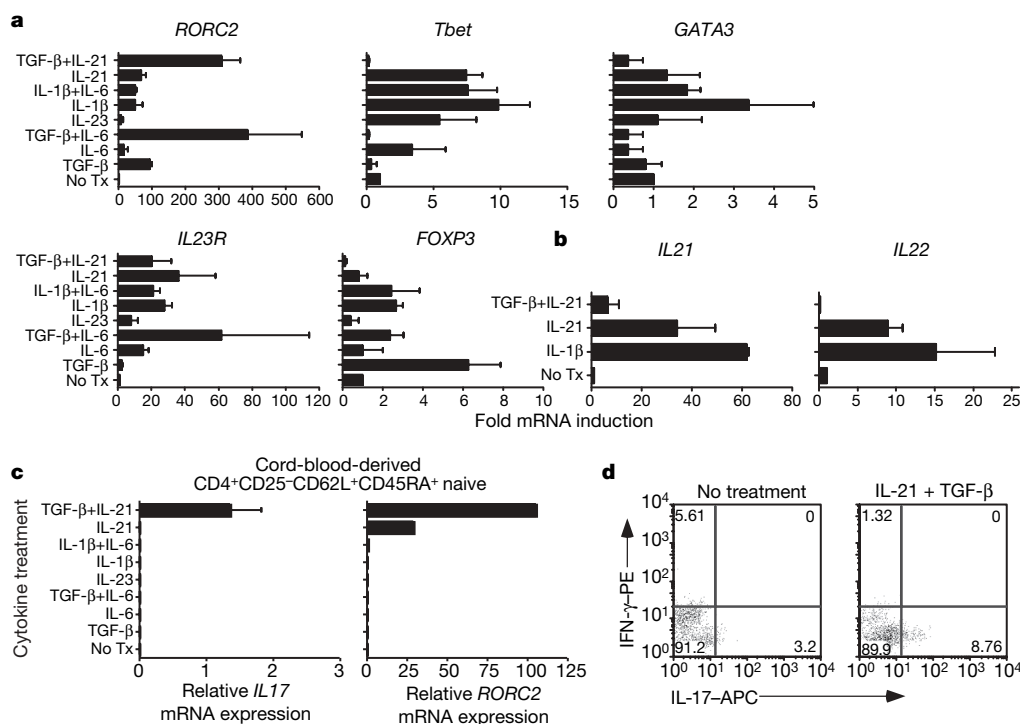 a
RORC2
Tbet
GATA3
TGF-β+IL-21
IL-21
IL-1β+IL-6
IL-1β
IL-23
TGF-β+IL-6
IL-6
TGF-β
No Tx
0 100 200 300 400 500 600
0 5 10 15
0 1 2 3 4 5
IL23R
FOXP3
TGF-β+IL-21
IL-21
IL-1β+IL-6
IL-1β
IL-23
TGF-β+IL-6
IL-6
TGF-β
No Tx
0 20 40 60 80 100 120
0 2 4 6 8 10
b
IL21
IL22
TGF-β+IL-21
IL-21
IL-1β
No Tx
0 20 40 60 80
0 5 10 15 20 25
Fold mRNA induction
c
Cord-blood-derived
CD4+CD25–CD62L+CD45RA+ naive
Cytokine treatment
TGF-β+IL-21
IL-21
IL-1β+IL-6
IL-1β
IL-23
TGF-β+IL-6
IL-6
TGF-β
No Tx
0 1 2 3
Relative IL17
mRNA expression
0 25 50 75 100 125
Relative RORC2
mRNA expression
d
No treatment
IL-21 + TGF-β
IFN-γ–PE
10⁴
10³
10²
10¹
10⁰
5.61 0
91.2 3.2
10⁰ 10¹ 10² 10³ 10⁴
10⁴
10³
10²
10¹
10⁰
1.32 0
89.9 8.76
10⁰ 10¹ 10² 10³ 10⁴
IL-17–APC